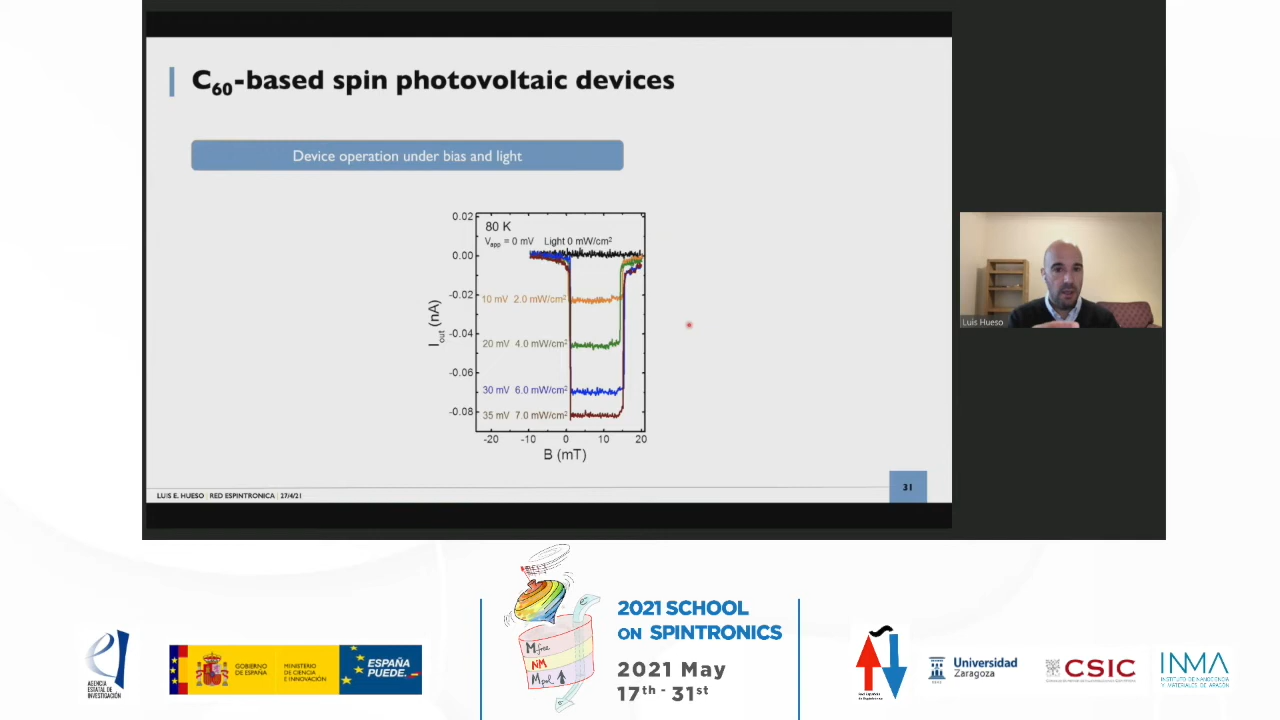 C60-based spin photovoltaic devices
Device operation under bias and light
0.02
0.00
-0.02
-0.04
-0.06
-0.08
Iout (nA)
80 K
Vapp = 0 mV Light 0 mW/cm2
10 mV 2.0 mW/cm2
20 mV 4.0 mW/cm2
30 mV 6.0 mW/cm2
35 mV 7.0 mW/cm2
-20 -10 0 10 20
B (mT)
LUIS E. HUESO | RED ESPINTRONICA | 27/4/21
31
Luis Hueso
AGENCIA
ESTATAL DE
INVESTIGACIÓN
GOBIERNO
DE ESPAÑA
MINISTERIO
DE CIENCIA
E INNOVACIÓN
ESPAÑA
PUEDE.
Mfree
NM
2021 SCHOOL
ON SPINTRONICS
2021 May
17th - 31st
Universidad
Zaragoza
CSIC
INMA
INSTITUTO DE NANOCIENCIA
Y MATERIALES DE ARAGÓN